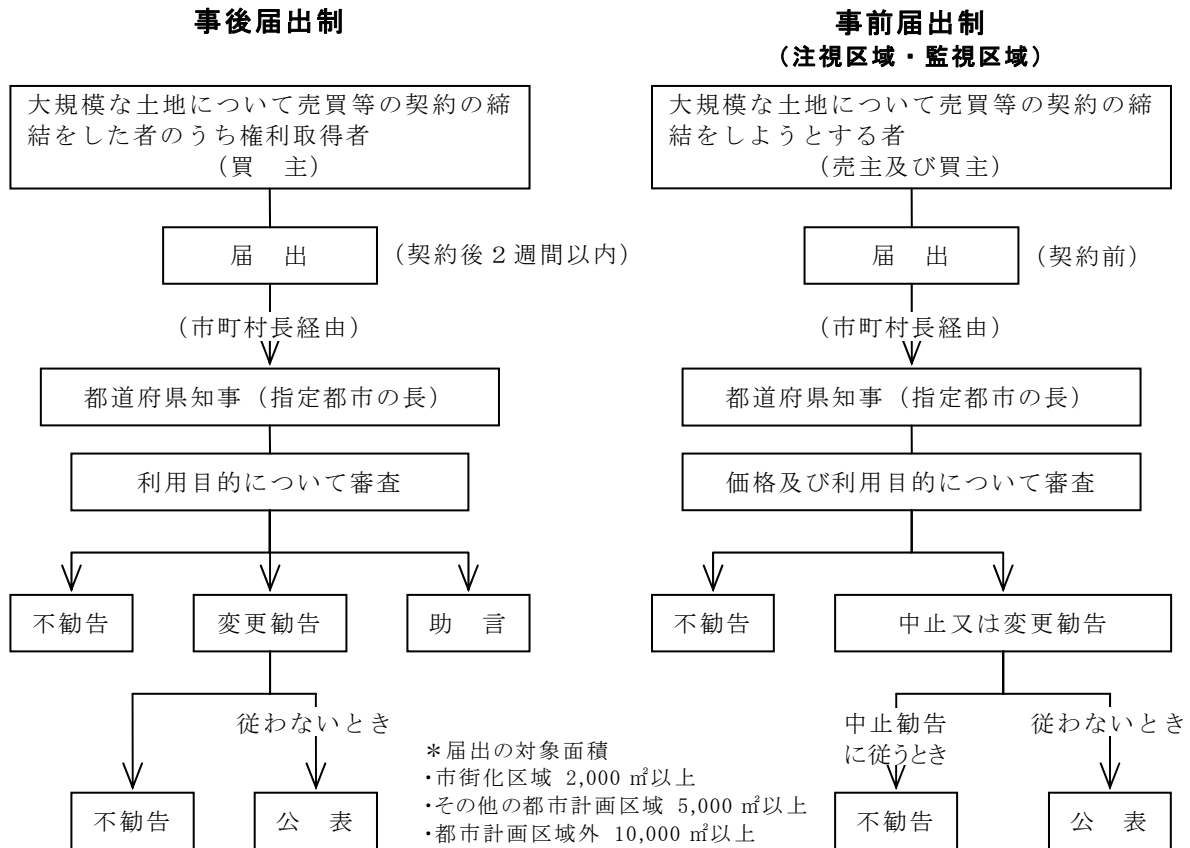 事後届出制
大規模な土地について売買等の契約の締
結をした者のうち権利取得者
（買　主）
届　出
（契約後２週間以内）
（市町村長経由）
都道府県知事（指定都市の長）
利用目的について審査
不勧告
変更勧告
助　言
従わないとき
不勧告
公　表
＊届出の対象面積
・市街化区域 2,000 ㎡以上
・その他の都市計画区域 5,000 ㎡以上
・都市計画区域外 10,000 ㎡以上
事前届出制
（注視区域・監視区域）
大規模な土地について売買等の契約の締
結をしようとする者
（売主及び買主）
届　出
（契約前）
（市町村長経由）
都道府県知事（指定都市の長）
価格及び利用目的について審査
不勧告
中止又は変更勧告
中止勧告
に従うとき
従わないとき
不勧告
公　表